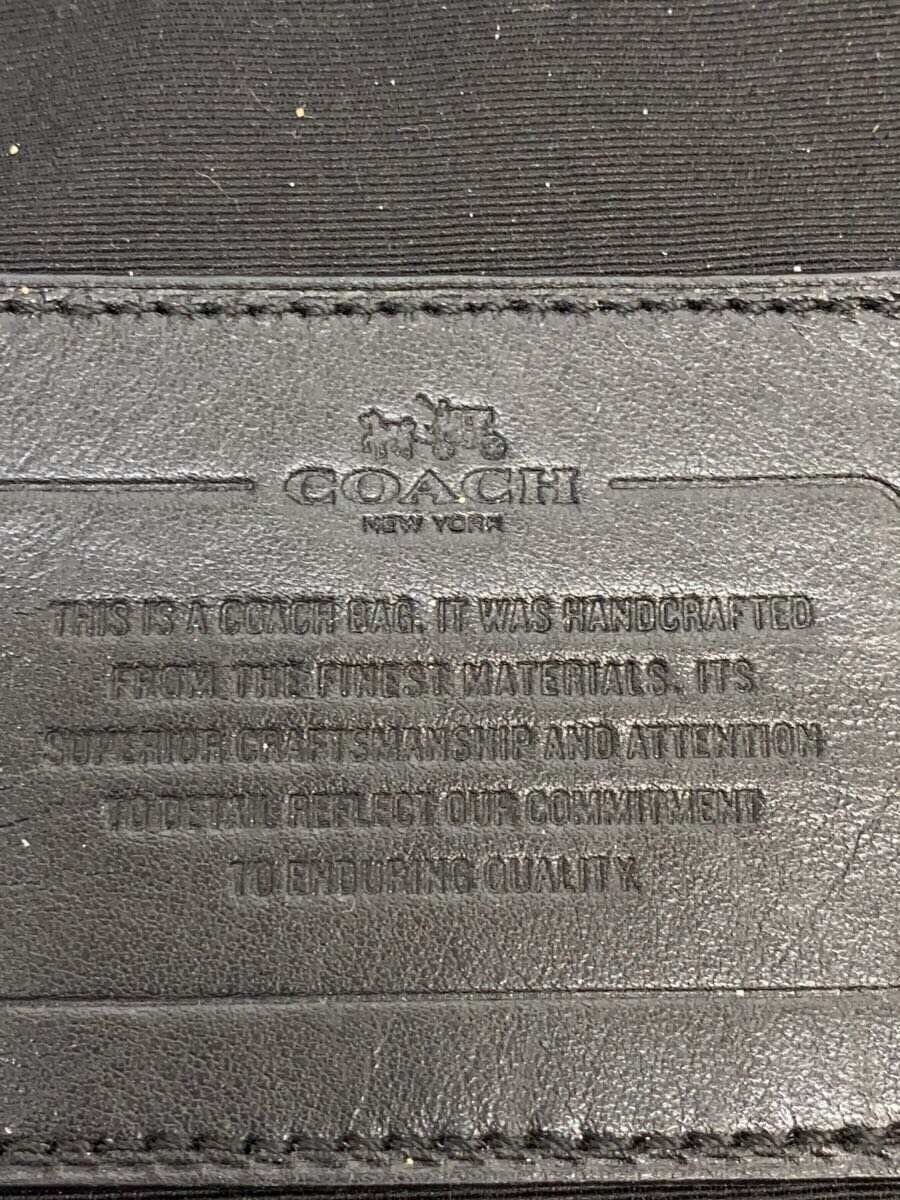 COACH
NEW YORK
THIS IS A COACH BAG. IT WAS HANDCRAFTED
FROM THE FINEST MATERIALS. ITS
SUPERIOR CRAFTSMANSHIP AND ATTENTION
TO DETAIL REFLECT OUR COMMITMENT
TO ENDURING QUALITY.